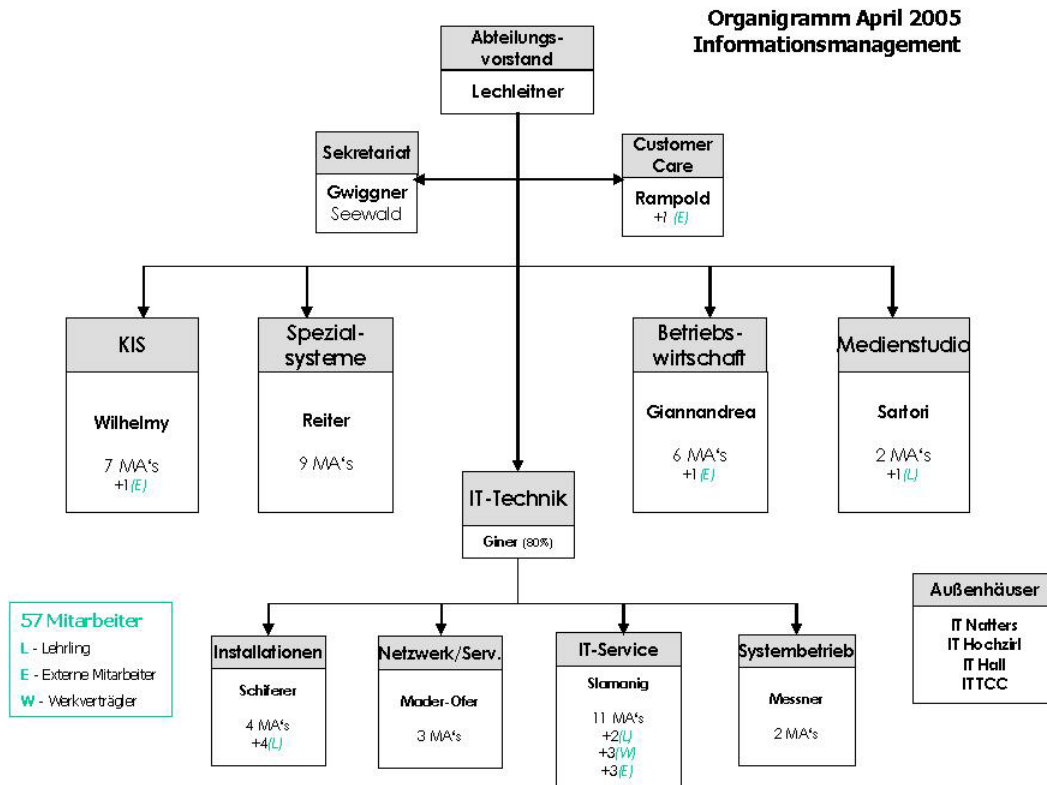 Organigramm April 2005
Informationsmanagement
Abteilungs-
vorstand
Lechleitner
Sekretariat
Gwiggner
Seewald
Customer
Care
Rampold
+1 (E)
KIS
Wilhelmy
7 MA's
+1(E)
Spezial-
systeme
Reiter
9 MA's
Betriebs-
wirtschaft
Giannandrea
6 MA's
+1(E)
Medienstudio
Sartori
2 MA's
+1(L)
IT-Technik
Giner (80%)
57 Mitarbeiter
L - Lehrling
E - Externe Mitarbeiter
W - Werkverträgler
Installationen
Schiferer
4 MA's
+4(L)
Netzwerk/Serv.
Mader-Ofer
3 MA's
IT-Service
Slamanig
11 MA's
+2(L)
+3(W)
+3(E)
Systembetrieb
Messner
2 MA's
Außenhäuser
IT Natters
IT Hochzirl
IT Hall
IT TCC